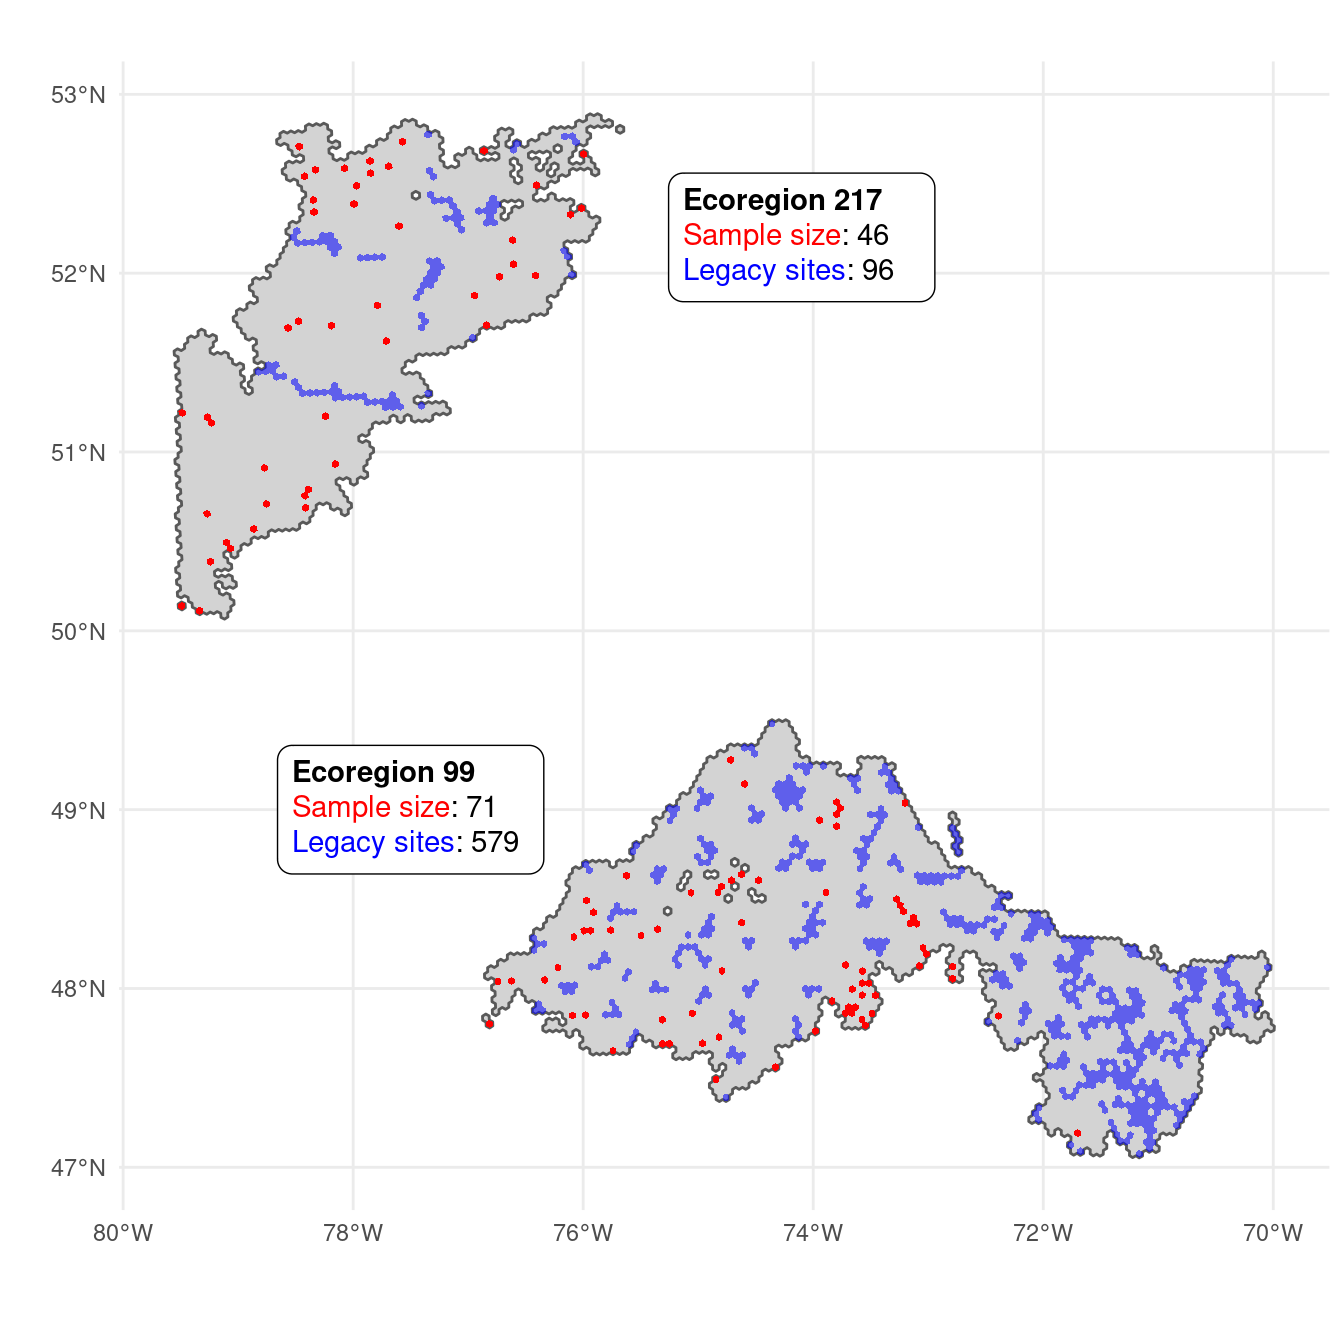 53°N
52°N
51°N
50°N
49°N
48°N
47°N
Ecoregion 217
Sample size: 46
Legacy sites: 96
Ecoregion 99
Sample size: 71
Legacy sites: 579
80°W 78°W 76°W 74°W 72°W 70°W